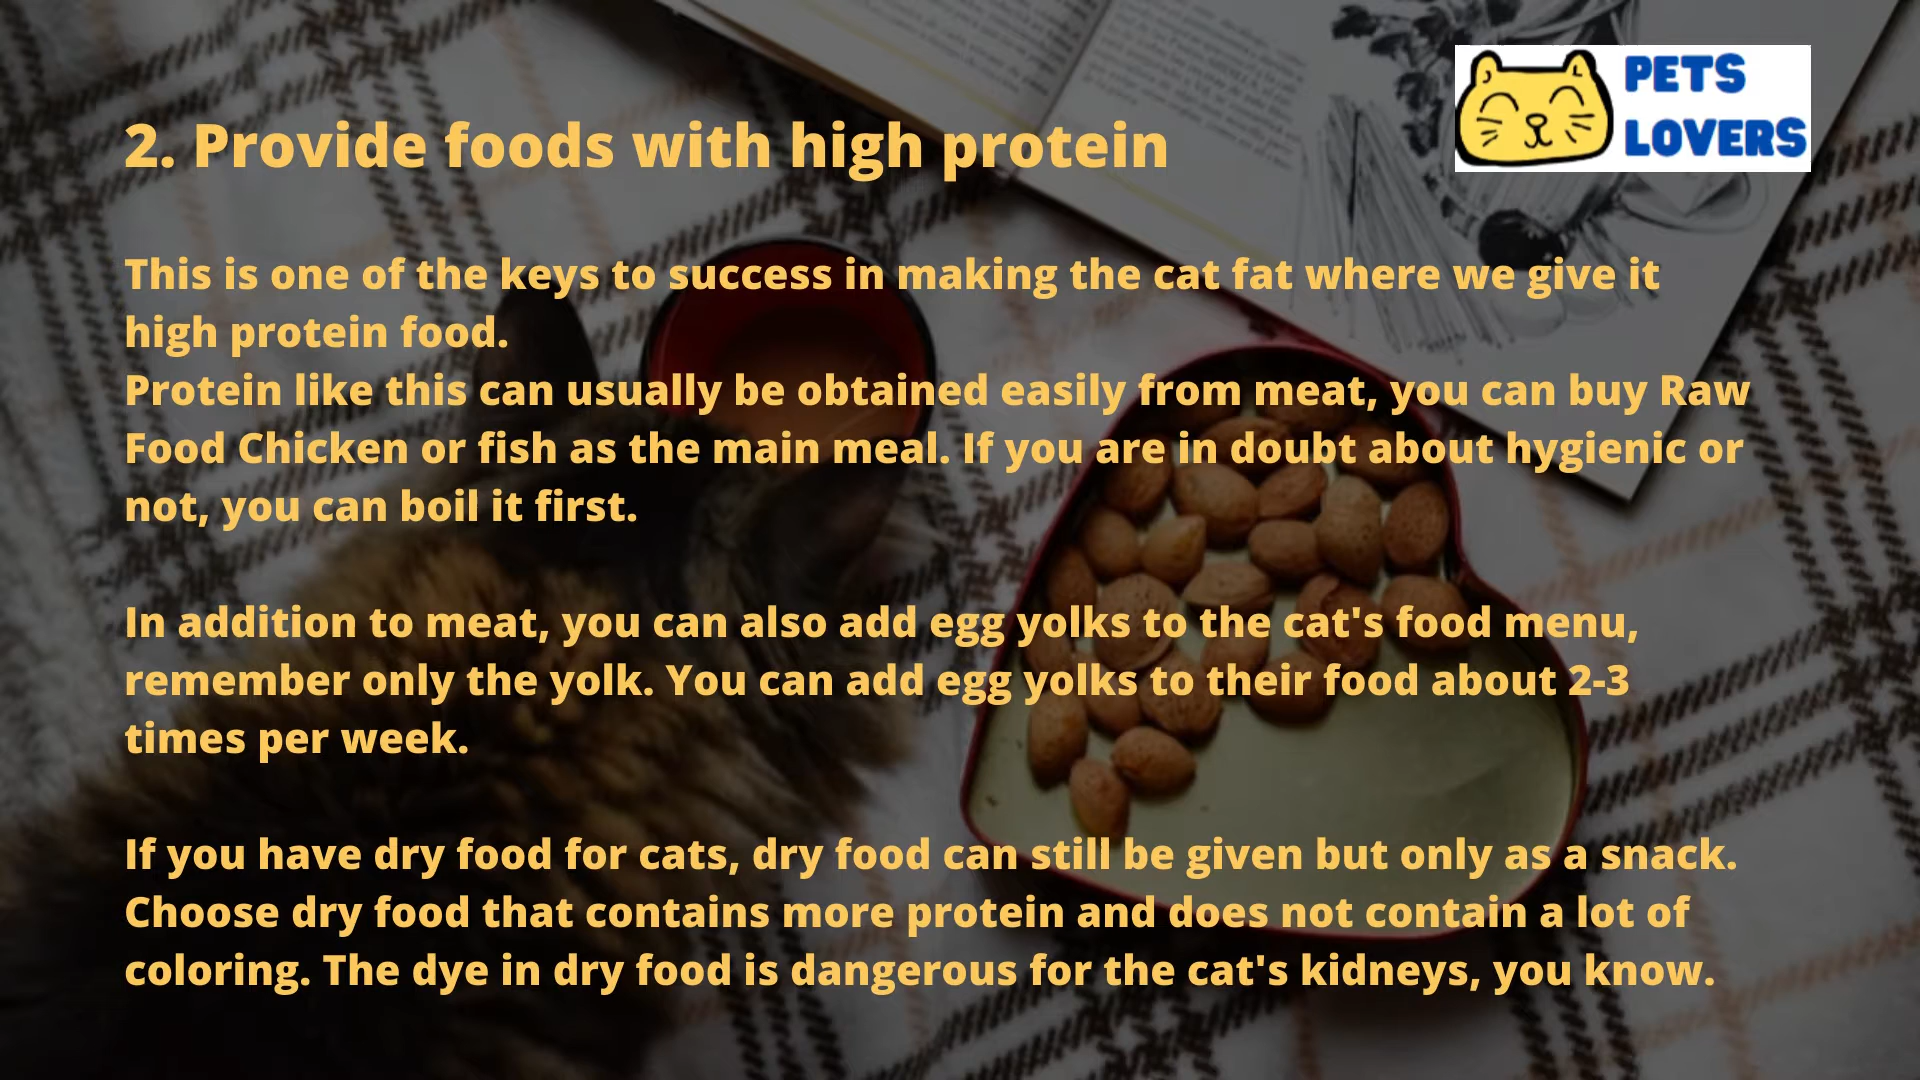 PETS
LOVERS
2. Provide foods with high protein
This is one of the keys to success in making the cat fat where we give it
high protein food.
Protein like this can usually be obtained easily from meat, you can buy Raw
Food Chicken or fish as the main meal. If you are in doubt about hygienic or
not, you can boil it first.
In addition to meat, you can also add egg yolks to the cat's food menu,
remember only the yolk. You can add egg yolks to their food about 2-3
times per week.
If you have dry food for cats, dry food can still be given but only as a snack.
Choose dry food that contains more protein and does not contain a lot of
coloring. The dye in dry food is dangerous for the cat's kidneys, you know.